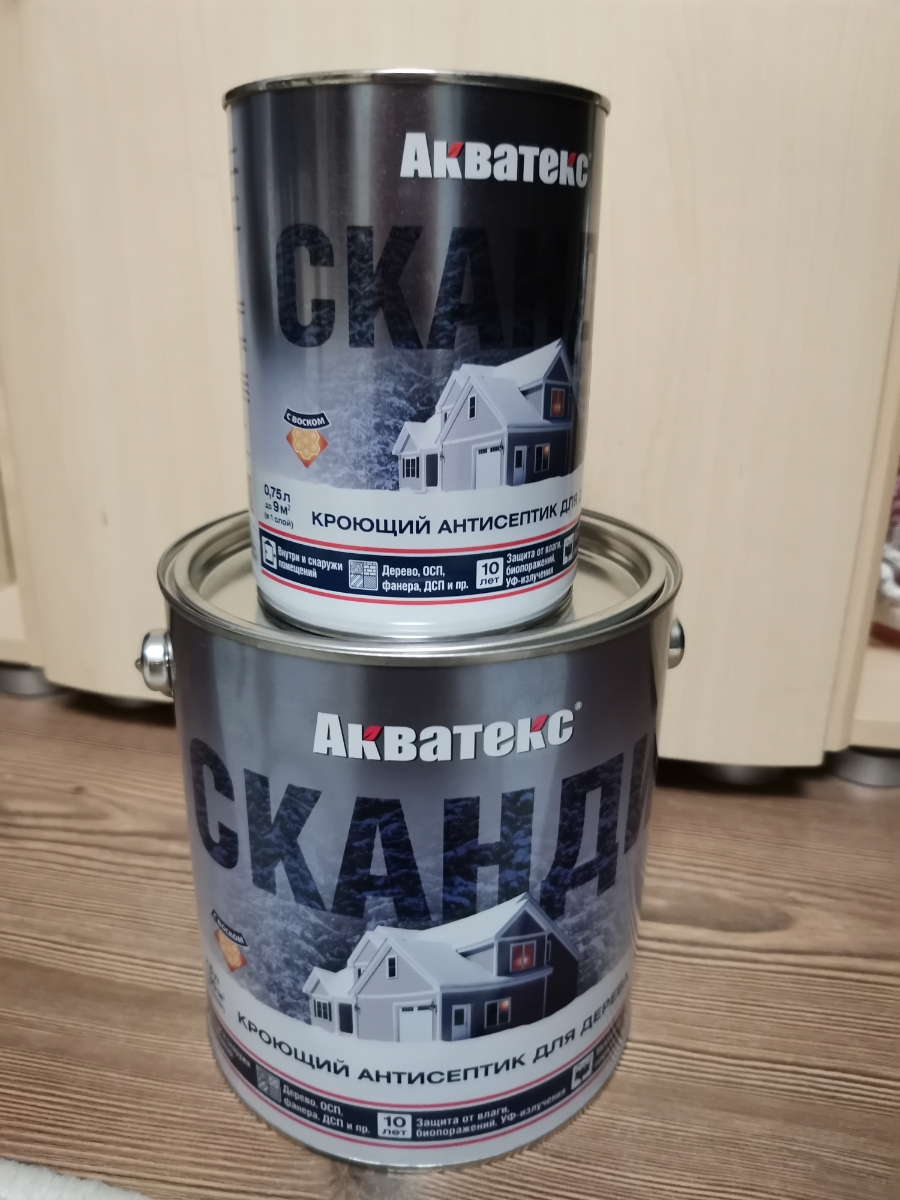 Акватекс
СКАНД
С ВОСКОМ
0,75 л
до 9 м²
(в 1 слой)
КРОЮЩИЙ АНТИСЕПТИК ДЛЯ
Внутри и снаружи
помещений
Дерево, ОСП,
фанера, ДСП и пр.
10
лет
Защита от влаги,
биопоражений,
УФ-излучения
Акватекс®
СКАНДИ
С ВОСКОМ
КРОЮЩИЙ АНТИСЕПТИК ДЛЯ ДЕРЕВ
Дерево, ОСП,
фанера, ДСП и пр.
10
лет
Защита от влаги,
биопоражений, УФ-излучения